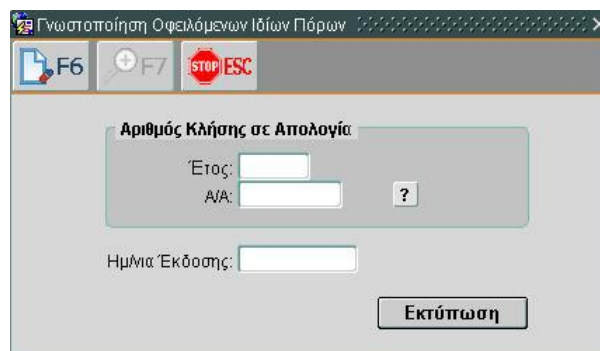 Γνωστοποίηση Οφειλόμενων Ιδίων Πόρων
F6 F7 STOP ESC
Αριθμός Κλήσης σε Απολογία
Έτος:
Α/Α: ?
Ημ/νια Έκδοσης:
Εκτύπωση